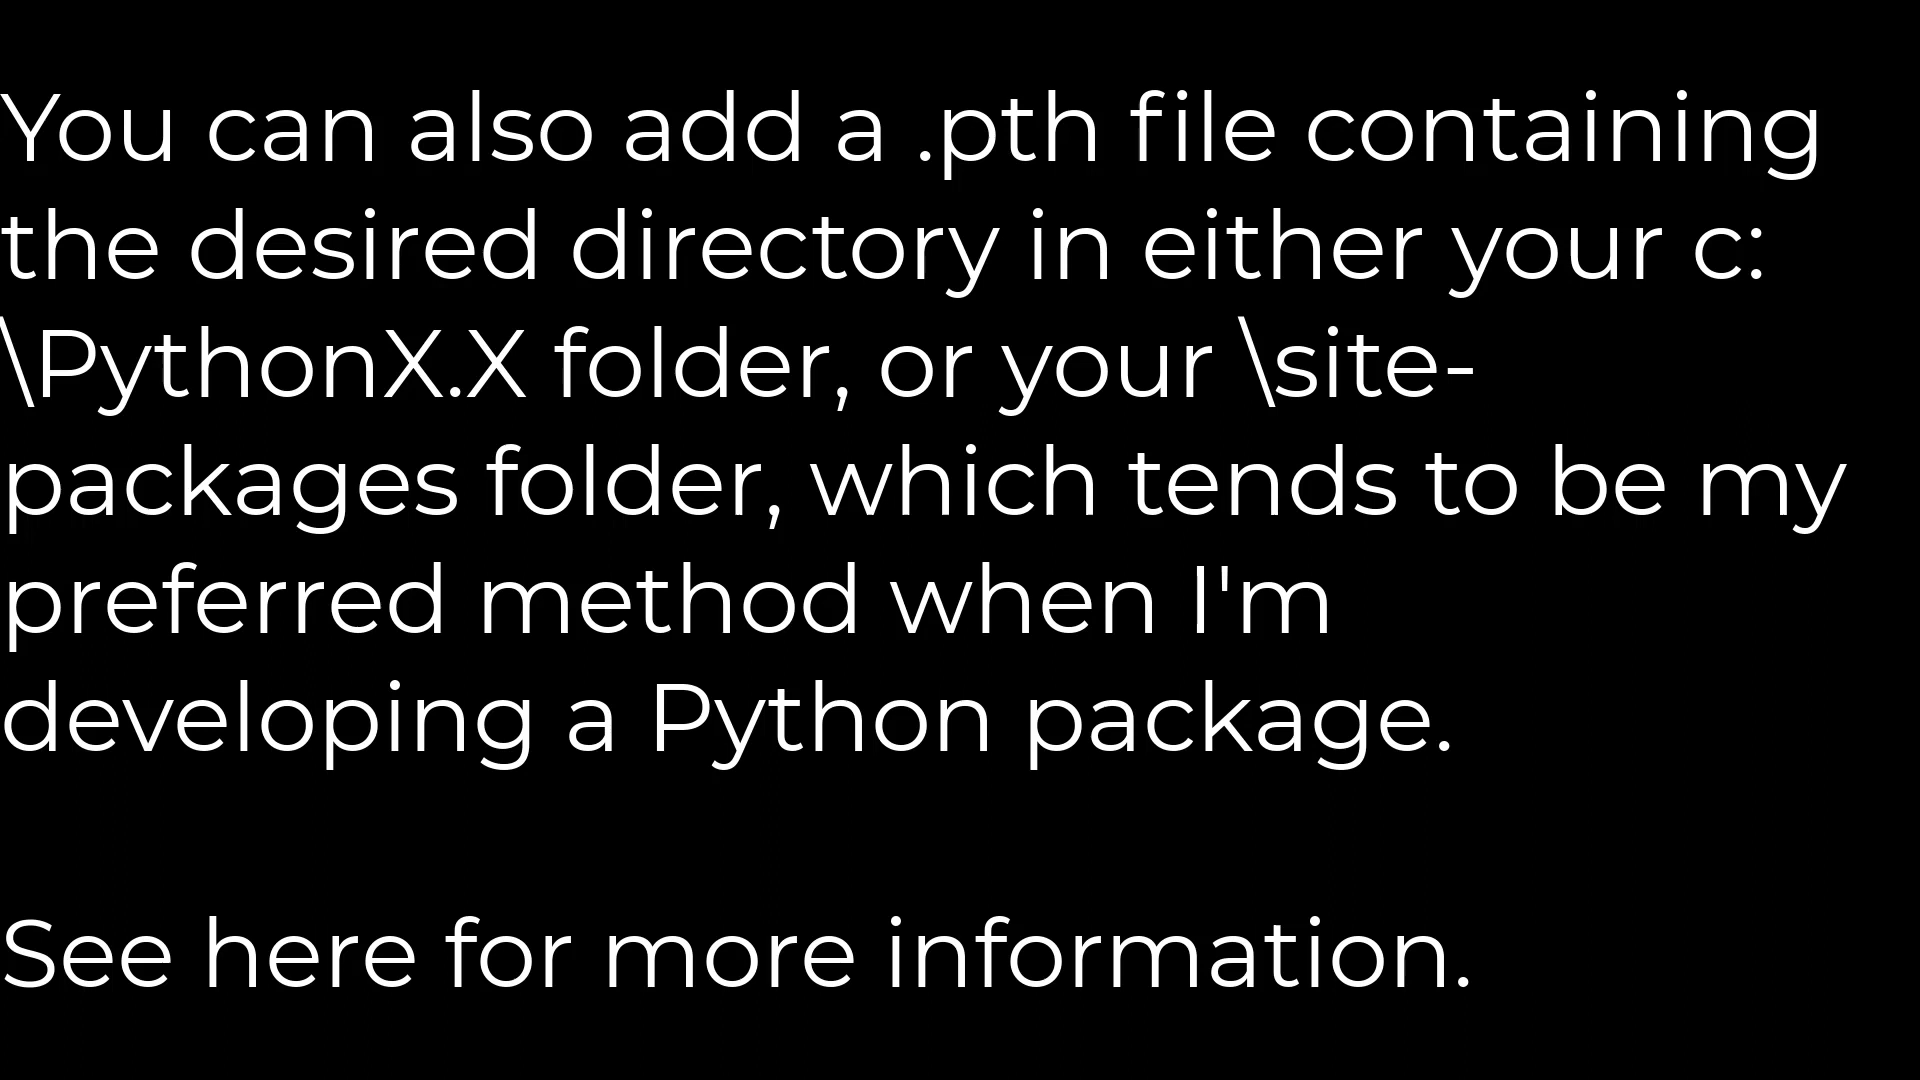 You can also add a .pth file containing
the desired directory in either your c:
\PythonX.X folder, or your \site-
packages folder, which tends to be my
preferred method when I'm
developing a Python package.
See here for more information.